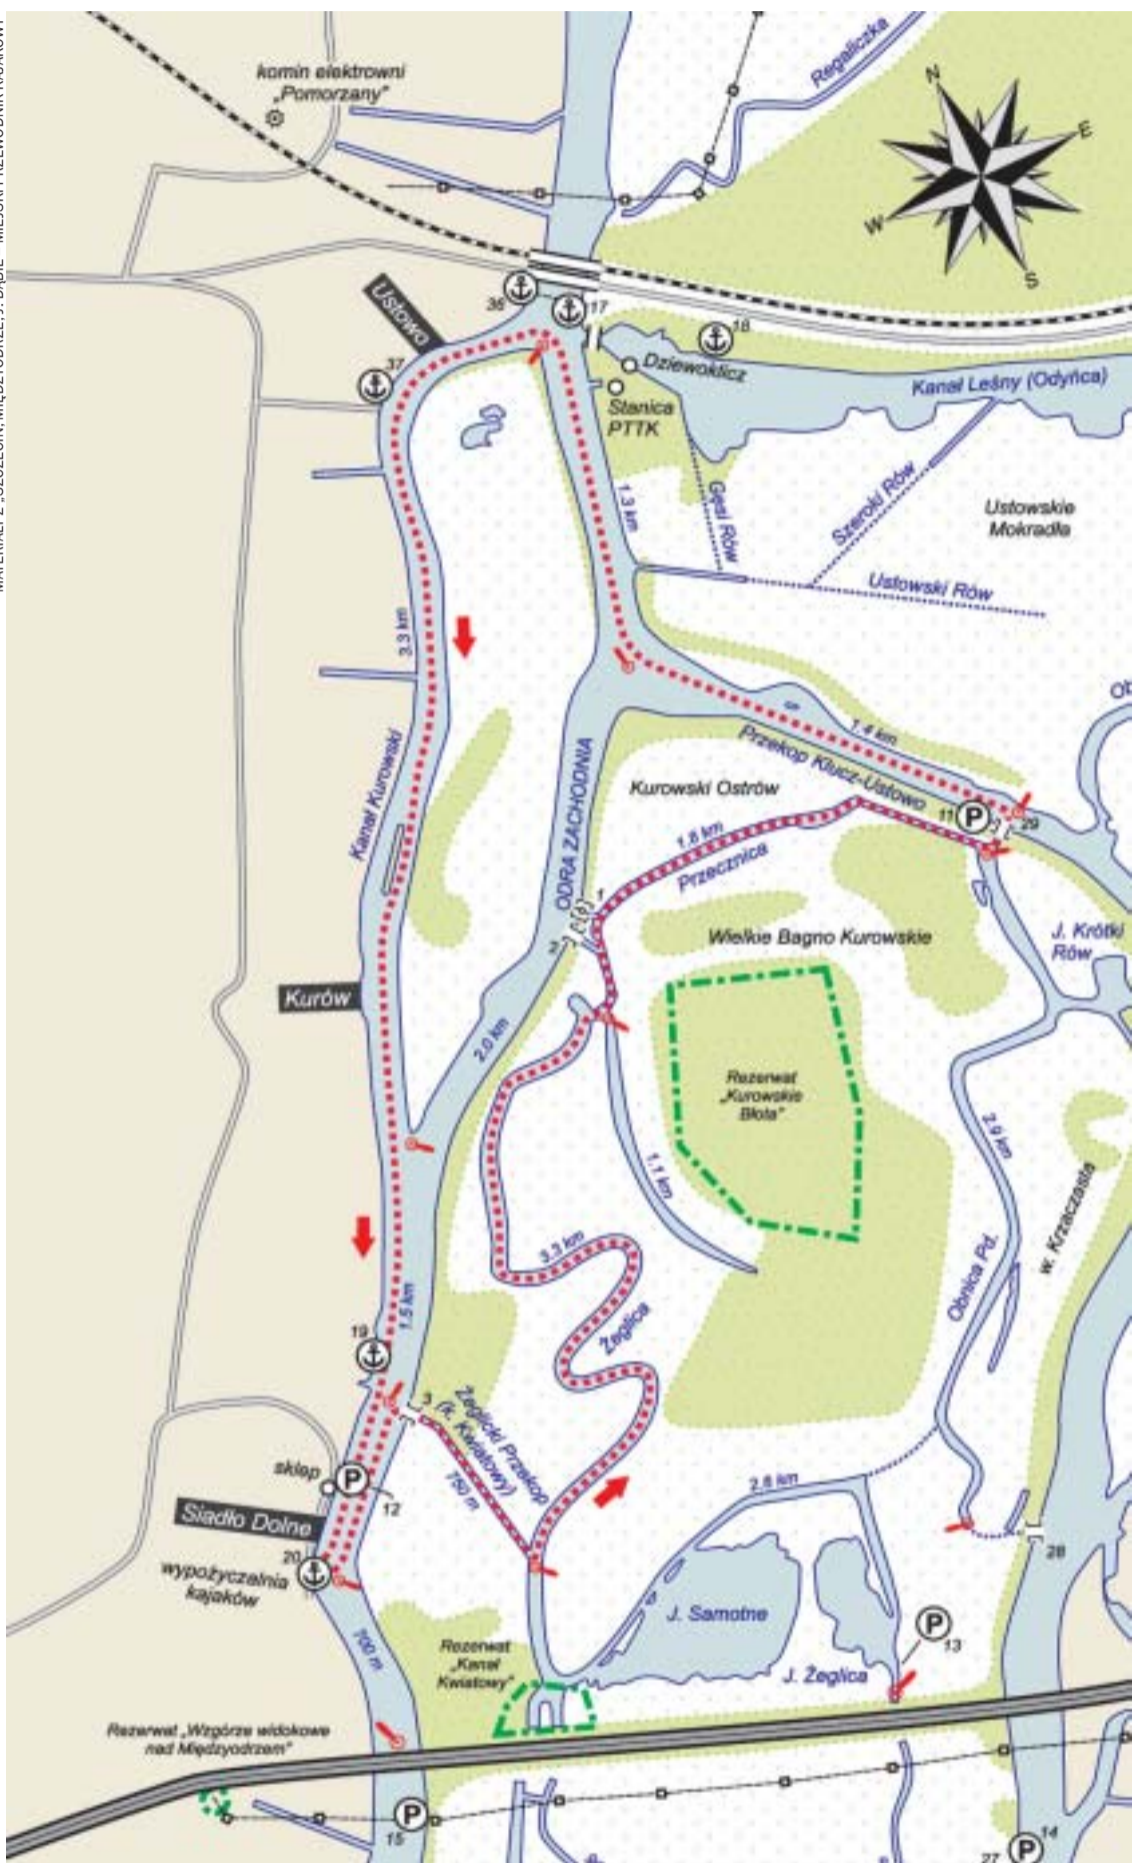 komin elektrowni
„Pomorzany”
Regaliczka
N
E
W
S
Ustowo
36
17
18
37
Dziewoklicz
Stanica
PTTK
Kanał Leśny (Odyńca)
1.3 km
Gęsi Rów
Szeroki Rów
Ustowskie
Mokradła
Ustowski Rów
3.3 km
Kanał Kurowski
ODRA ZACHODNIA
1.4 km
Przekop Klucz-Ustowo
Kurowski Ostrów
11
P
29
1.8 km
Przecznica
1
2
Wielkie Bagno Kurowskie
J. Krótki
Rów
Kurów
2.0 km
Rezerwat
„Kurowskie
Błota”
1.1 km
2.9 km
w. Krzaczasta
Obnica Pd.
3.3 km
Żeglica
1.5 km
19
3
Żeglicki Przekop
(k. Kwiatowy)
750 m
sklep
P
12
Siadło Dolne
20
wypożyczalnia
kajaków
2.8 km
28
J. Samotne
P
13
J. Żeglica
700 m
Rezerwat
„Kanał
Kwiatowy”
Rezerwat „Wzgórze widokowe
nad Międzyodrzem”
P
15
P
14
27